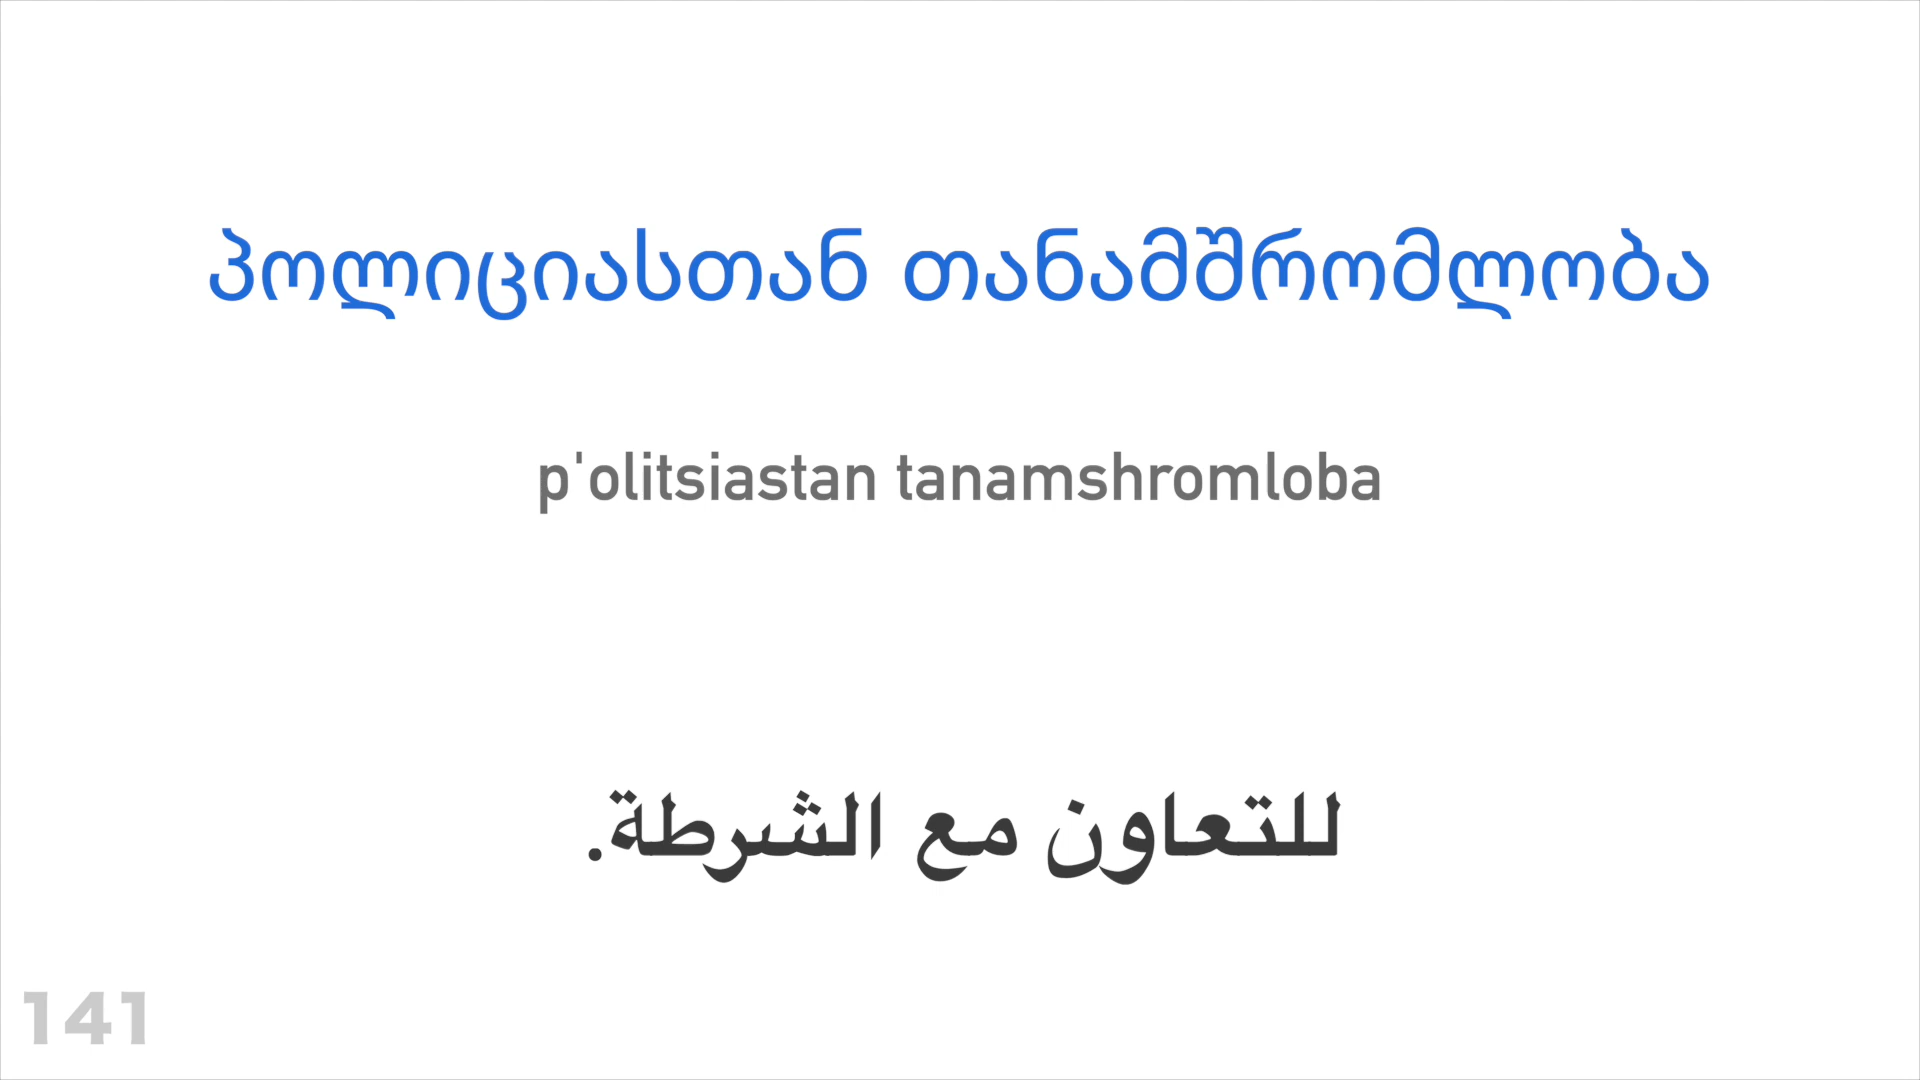 პოლიციასთან თანამშრომლობა
p'olitsiastan tanamshromloba
للتعاون مع الشرطة.
141